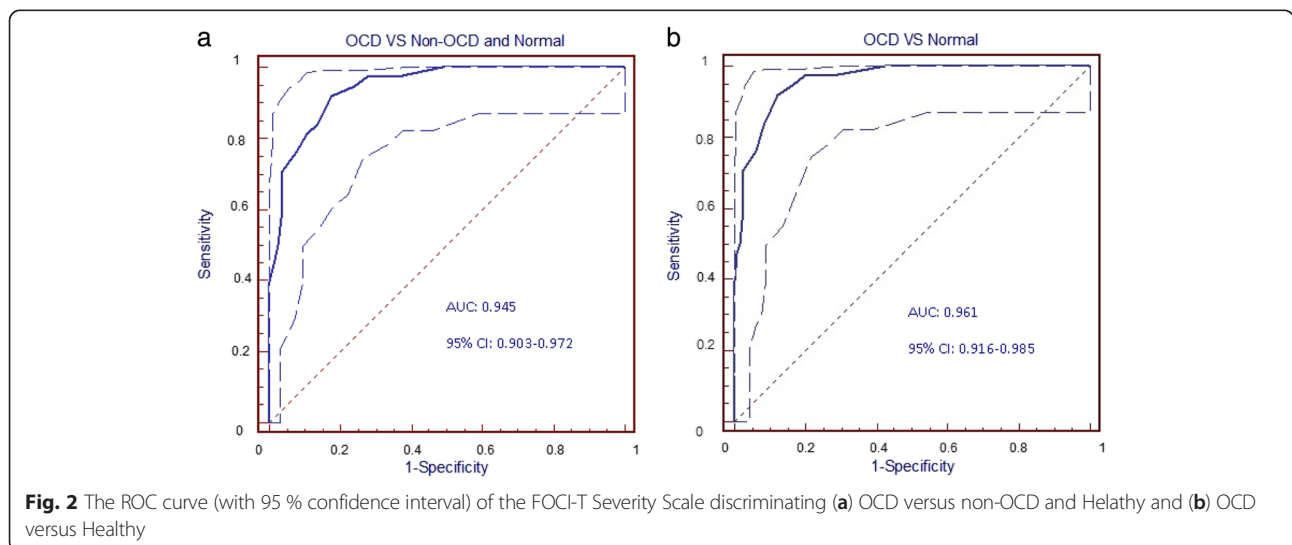 a
OCD VS Non-OCD and Normal
1
0.8
0.6
0.4
0.2
0
Sensitivity
AUC: 0.945
95% CI: 0.903-0.972
0 0.2 0.4 0.6 0.8 1
1-Specificity
b
OCD VS Normal
1
0.8
0.6
0.4
0.2
0
Sensitivity
AUC: 0.961
95% CI: 0.916-0.985
0 0.2 0.4 0.6 0.8 1
1-Specificity
Fig. 2 The ROC curve (with 95 % confidence interval) of the FOCI-T Severity Scale discriminating (a) OCD versus non-OCD and Helathy and (b) OCD
versus Healthy